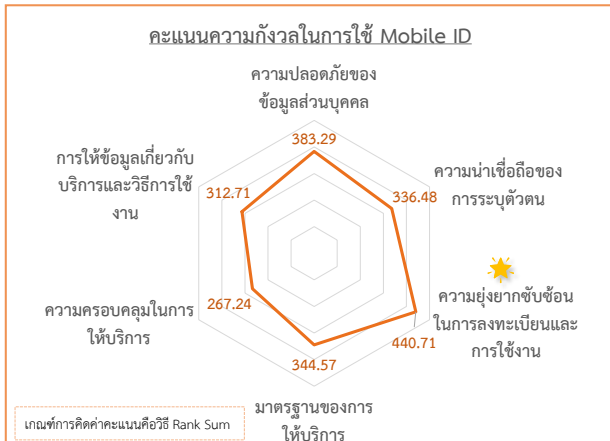 คะแนนความกังวลในการใช้ Mobile ID
ความปลอดภัยของ
ข้อมูลส่วนบุคคล
383.29
ความน่าเชื่อถือของ
การระบุตัวตน
336.48
ความยุ่งยากซับซ้อน
ในการลงทะเบียนและ
การใช้งาน
440.71
มาตรฐานของการ
ให้บริการ
344.57
ความครอบคลุมในการ
ให้บริการ
267.24
การให้ข้อมูลเกี่ยวกับ
บริการและวิธีการใช้
งาน
312.71
เกณฑ์การคิดค่าคะแนนคือวิธี Rank Sum